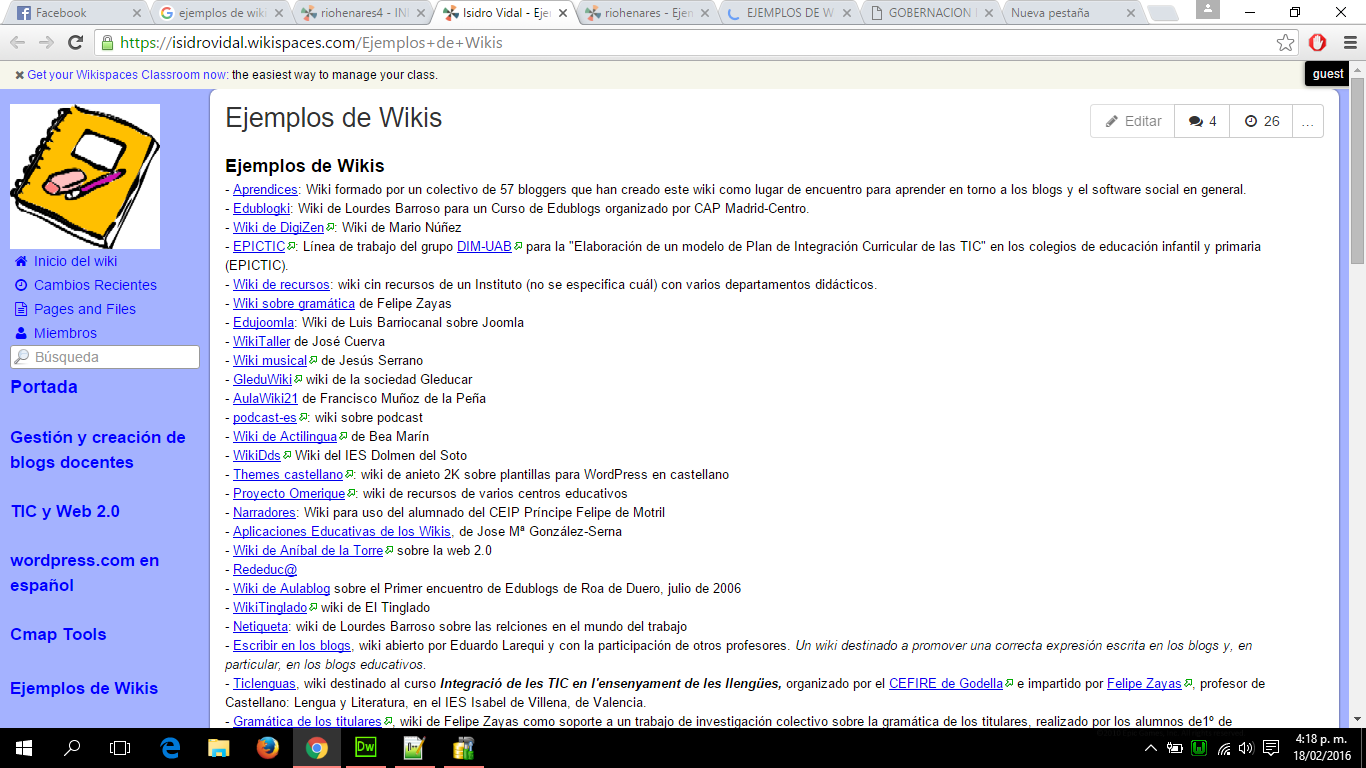 Facebook
ejemplos de wiki
riohenares4 - IN
Isidro Vidal - Ejer
riohenares - Ejem
EJEMPLOS DE W
GOBERNACION
Nueva pestaña
https://isidrovidal.wikispaces.com/Ejemplos+de+Wikis
Get your Wikispaces Classroom now: the easiest way to manage your class.
guest
Ejemplos de Wikis
Editar
4
26
...
Inicio del wiki
Cambios Recientes
Pages and Files
Miembros
Búsqueda
Portada
Gestión y creación de
blogs docentes
TIC y Web 2.0
wordpress.com en
español
Cmap Tools
Ejemplos de Wikis
Ejemplos de Wikis
- Aprendices: Wiki formado por un colectivo de 57 bloggers que han creado este wiki como lugar de encuentro para aprender en torno a los blogs y el software social en general.
- Edublogki: Wiki de Lourdes Barroso para un Curso de Edublogs organizado por CAP Madrid-Centro.
- Wiki de DigiZen: Wiki de Mario Núñez
- EPICTIC: Línea de trabajo del grupo DIM-UAB para la "Elaboración de un modelo de Plan de Integración Curricular de las TIC" en los colegios de educación infantil y primaria
(EPICTIC).
- Wiki de recursos: wiki cin recursos de un Instituto (no se especifica cuál) con varios departamentos didácticos.
- Wiki sobre gramática de Felipe Zayas
- Edujoomla: Wiki de Luis Barriocanal sobre Joomla
- WikiTaller de José Cuerva
- Wiki musical de Jesús Serrano
- GleduWiki wiki de la sociedad Gleducar
- AulaWiki21 de Francisco Muñoz de la Peña
- podcast-es: wiki sobre podcast
- Wiki de Actilingua de Bea Marín
- WikiDds Wiki del IES Dolmen del Soto
- Themes castellano: wiki de anieto 2K sobre plantillas para WordPress en castellano
- Proyecto Omerique: wiki de recursos de varios centros educativos
- Narradores: Wiki para uso del alumnado del CEIP Príncipe Felipe de Motril
- Aplicaciones Educativas de los Wikis, de Jose Mª González-Serna
- Wiki de Aníbal de la Torre sobre la web 2.0
- Rededuc@
- Wiki de Aulablog sobre el Primer encuentro de Edublogs de Roa de Duero, julio de 2006
- WikiTinglado wiki de El Tinglado
- Netiqueta: wiki de Lourdes Barroso sobre las relciones en el mundo del trabajo
- Escribir en los blogs, wiki abierto por Eduardo Larequi y con la participación de otros profesores. Un wiki destinado a promover una correcta expresión escrita en los blogs y, en
particular, en los blogs educativos.
- Ticlenguas, wiki destinado al curso Integració de les TIC en l'ensenyament de les llengües, organizado por el CEFIRE de Godella e impartido por Felipe Zayas, profesor de
Castellano: Lengua y Literatura, en el IES Isabel de Villena, de Valencia.
- Gramática de los titulares, wiki de Felipe Zayas como soporte a un trabajo de investigación colectivo sobre la gramática de los titulares, realizado por los alumnos de1º de
Dw
4:18 p. m.
18/02/2016